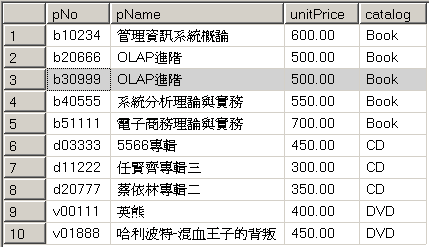 pNo pName unitPrice catalog
1 b10234 管理資訊系統概論 600.00 Book
2 b20666 OLAP進階 500.00 Book
3 b30999 OLAP進階 500.00 Book
4 b40555 系統分析理論與實務 550.00 Book
5 b51111 電子商務理論與實務 700.00 Book
6 d03333 5566專輯 450.00 CD
7 d11222 任賢齊專輯三 300.00 CD
8 d20777 蔡依林專輯二 350.00 CD
9 v00111 英熊 400.00 DVD
10 v01888 哈利波特-混血王子的背叛 450.00 DVD